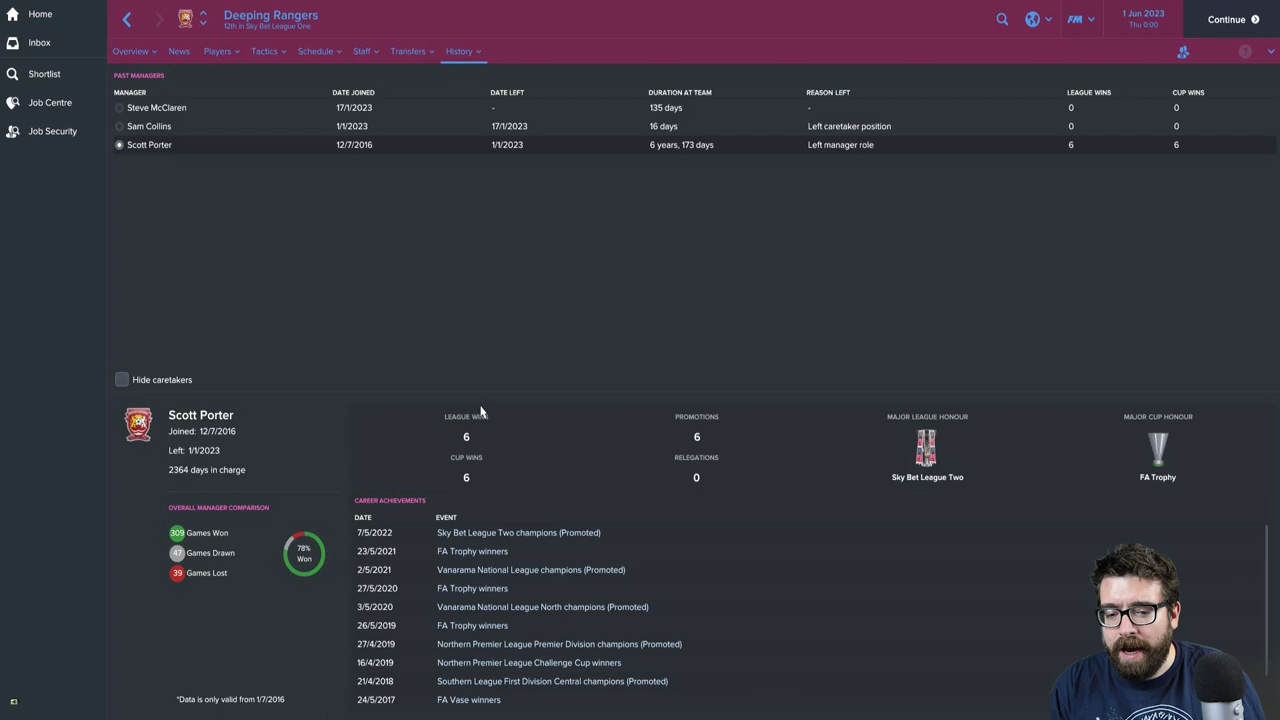 Home
Inbox
Shortlist
Job Centre
Job Security
Deeping Rangers
12th in Sky Bet League One
FM
1 Jun 2023
Thu 0:00
Continue
Overview News Players Tactics Schedule Staff Transfers History
PAST MANAGERS
MANAGER DATE JOINED DATE LEFT DURATION AT TEAM REASON LEFT LEAGUE WINS CUP WINS
Steve McClaren 17/1/2023 - 135 days - 0 0
Sam Collins 1/1/2023 17/1/2023 16 days Left caretaker position 0 0
Scott Porter 12/7/2016 1/1/2023 6 years, 173 days Left manager role 6 6
Hide caretakers
Scott Porter
Joined: 12/7/2016
Left: 1/1/2023
2364 days in charge
OVERALL MANAGER COMPARISON
309 Games Won
47 Games Drawn
39 Games Lost
78%
Won
*Data is only valid from 1/7/2016
LEAGUE WINS PROMOTIONS MAJOR LEAGUE HONOUR MAJOR CUP HONOUR
6 6
CUP WINS RELEGATIONS
6 0 Sky Bet League Two FA Trophy
CAREER ACHIEVEMENTS
DATE EVENT
7/5/2022 Sky Bet League Two champions (Promoted)
23/5/2021 FA Trophy winners
2/5/2021 Vanarama National League champions (Promoted)
27/5/2020 FA Trophy winners
3/5/2020 Vanarama National League North champions (Promoted)
26/5/2019 FA Trophy winners
27/4/2019 Northern Premier League Premier Division champions (Promoted)
16/4/2019 Northern Premier League Challenge Cup winners
21/4/2018 Southern League First Division Central champions (Promoted)
24/5/2017 FA Vase winners